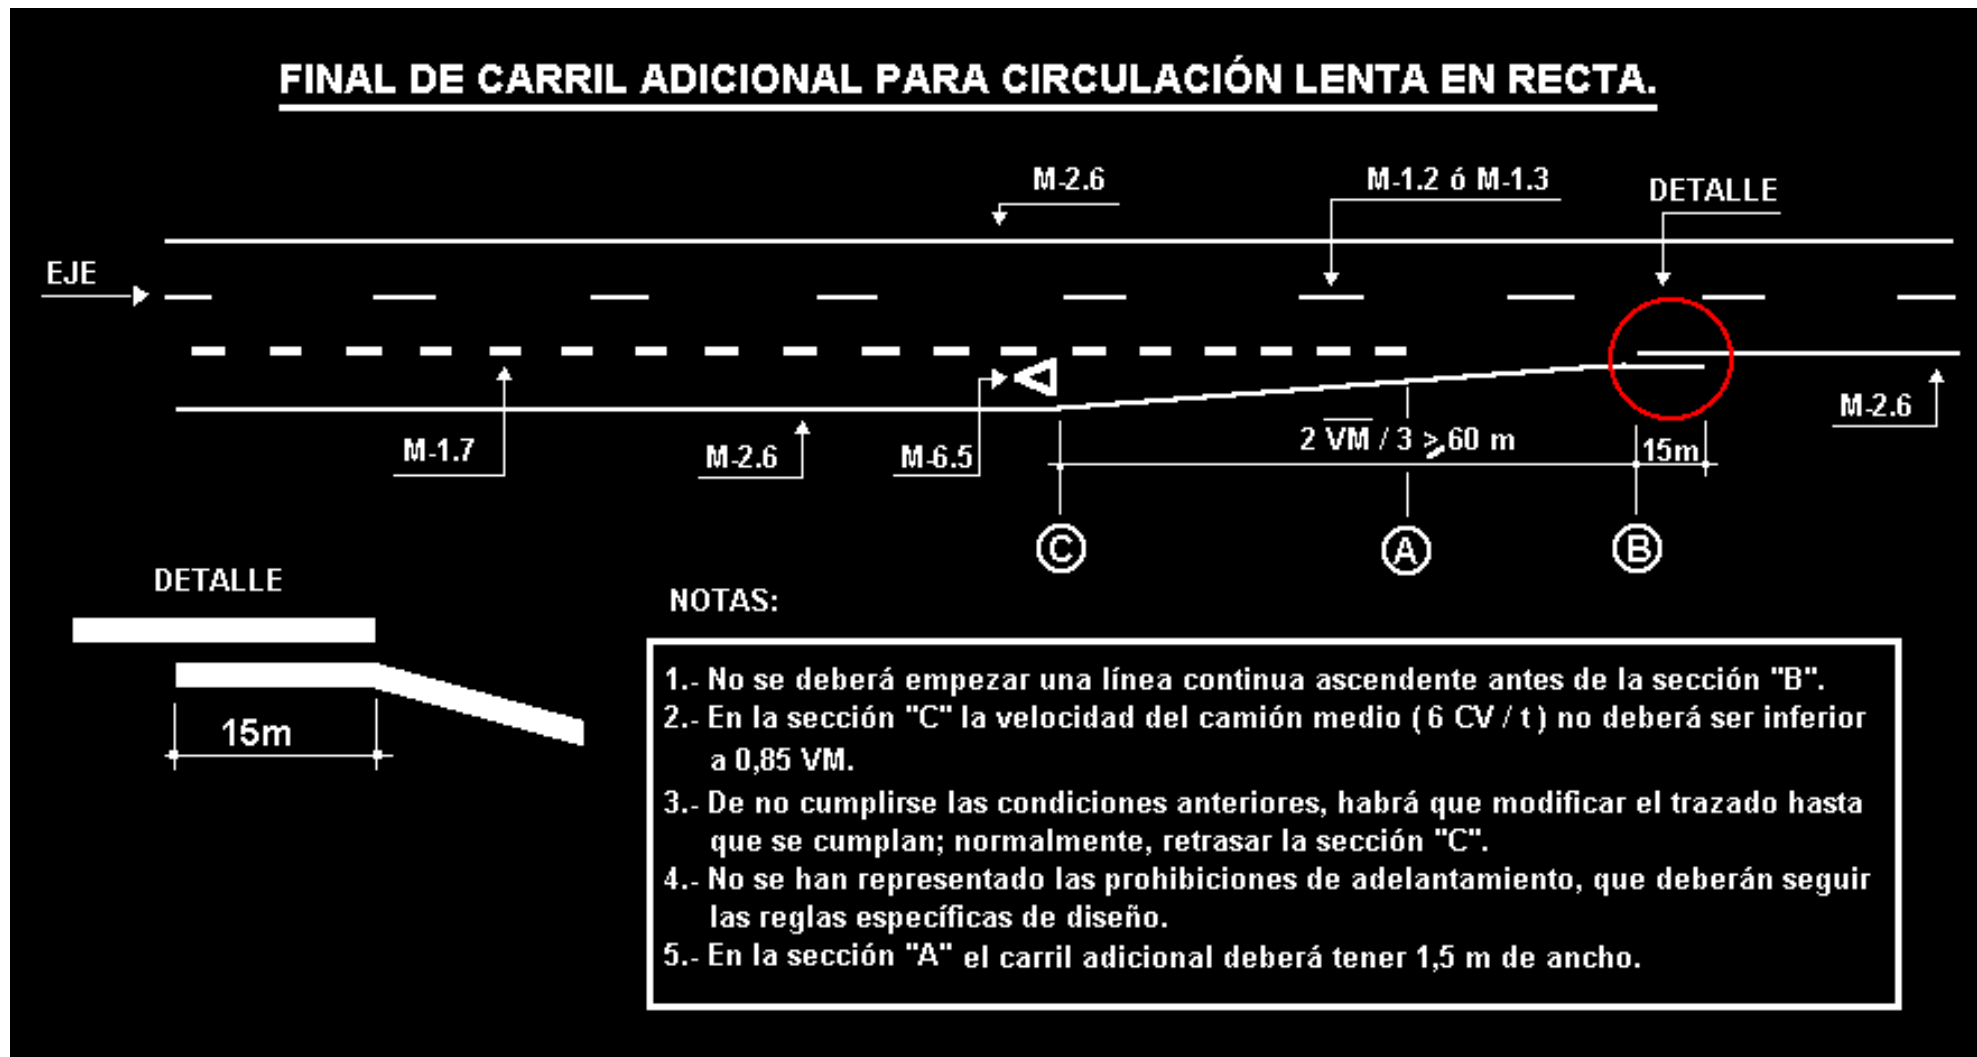 FINAL DE CARRIL ADICIONAL PARA CIRCULACIÓN LENTA EN RECTA.
M-2.6
M-1.2 ó M-1.3
DETALLE
EJE
M-1.7
M-2.6
M-6.5
2 VM / 3 ⩾ 60 m
15m
M-2.6
C
A
B
DETALLE
15m
NOTAS:
1.- No se deberá empezar una línea continua ascendente antes de la sección "B".
2.- En la sección "C" la velocidad del camión medio ( 6 CV / t ) no deberá ser inferior
a 0,85 VM.
3.- De no cumplirse las condiciones anteriores, habrá que modificar el trazado hasta
que se cumplan; normalmente, retrasar la sección "C".
4.- No se han representado las prohibiciones de adelantamiento, que deberán seguir
las reglas específicas de diseño.
5.- En la sección "A" el carril adicional deberá tener 1,5 m de ancho.